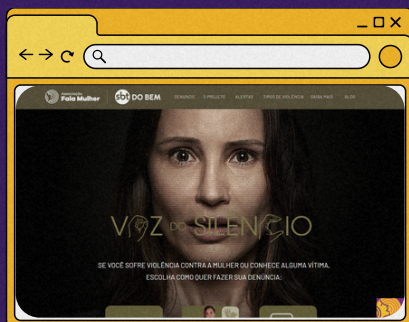 Fala Mulher
sbt DO BEM
DENUNCIE O PROJETO ALERTAS TIPOS DE VIOLÊNCIA SAIBA MAIS BLOG
VOZ DO SILÊNCIO
SE VOCÊ SOFRE VIOLÊNCIA CONTRA A MULHER OU CONHECE ALGUMA VÍTIMA,
ESCOLHA COMO QUER FAZER SUA DENÚNCIA: